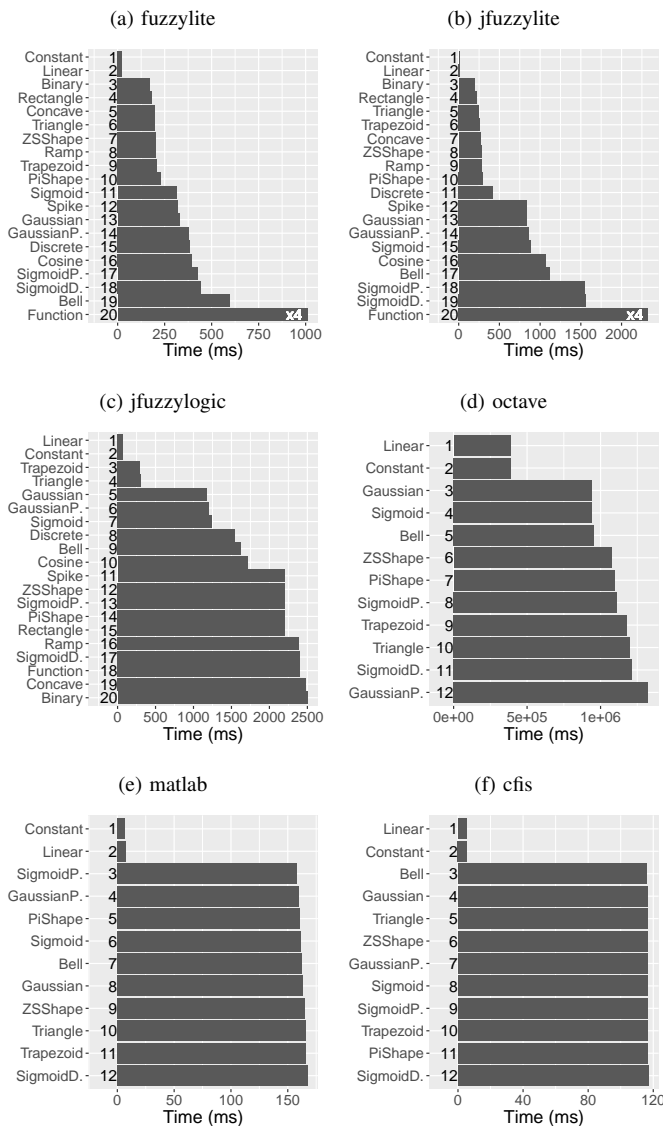 (a) fuzzylite
Constant 1
Linear 2
Binary 3
Rectangle 4
Concave 5
Triangle 6
ZSShape 7
Ramp 8
Trapezoid 9
PiShape 10
Sigmoid 11
Spike 12
Gaussian 13
GaussianP. 14
Discrete 15
Cosine 16
SigmoidP. 17
SigmoidD. 18
Bell 19
Function 20 x4
0 250 500 750 1000
Time (ms)
(b) jfuzzylite
Constant 1
Linear 2
Binary 3
Rectangle 4
Triangle 5
Trapezoid 6
Concave 7
ZSShape 8
Ramp 9
PiShape 10
Discrete 11
Spike 12
Gaussian 13
GaussianP. 14
Sigmoid 15
Cosine 16
Bell 17
SigmoidP. 18
SigmoidD. 19
Function 20 x4
0 500 1000 1500 2000
Time (ms)
(c) jfuzzylogic
Linear 1
Constant 2
Trapezoid 3
Triangle 4
Gaussian 5
GaussianP. 6
Sigmoid 7
Discrete 8
Bell 9
Cosine 10
Spike 11
ZSShape 12
SigmoidP. 13
PiShape 14
Rectangle 15
Ramp 16
SigmoidD. 17
Function 18
Concave 19
Binary 20
0 500 1000 1500 2000 2500
Time (ms)
(d) octave
Linear 1
Constant 2
Gaussian 3
Sigmoid 4
Bell 5
ZSShape 6
PiShape 7
SigmoidP. 8
Trapezoid 9
Triangle 10
SigmoidD. 11
GaussianP. 12
0e+00 5e+05 1e+06
Time (ms)
(e) matlab
Constant 1
Linear 2
SigmoidP. 3
GaussianP. 4
PiShape 5
Sigmoid 6
Bell 7
Gaussian 8
ZSShape 9
Triangle 10
Trapezoid 11
SigmoidD. 12
0 50 100 150
Time (ms)
(f) cfis
Linear 1
Constant 2
Bell 3
Gaussian 4
Triangle 5
ZSShape 6
GaussianP. 7
Sigmoid 8
SigmoidP. 9
Trapezoid 10
PiShape 11
SigmoidD. 12
0 40 80 120
Time (ms)